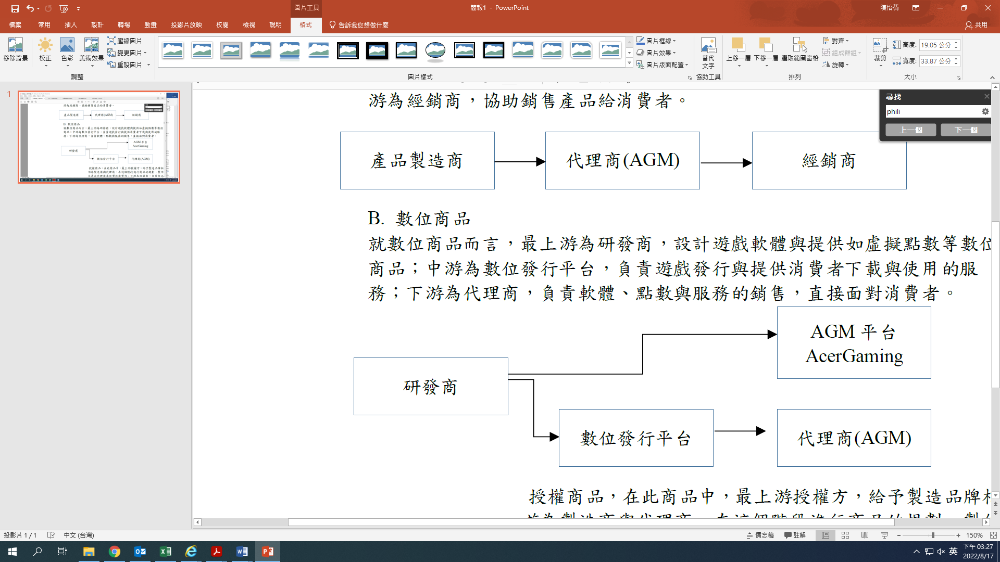 圖片工具
簡報1 - PowerPoint
陳怡蒨
檔案 常用 插入 設計 轉場 動畫 投影片放映 校閱 檢視 說明 格式 告訴我您想做什麼 共用
移除背景 校正 色彩 美術效果
壓縮圖片
變更圖片
重設圖片
圖片框線
圖片效果
圖片版面配置
替代文字
上移一層 下移一層 選取範圍窗格
對齊
組成群組
旋轉
裁剪
高度: 19.05 公分
寬度: 33.87 公分
調整 圖片樣式 協助工具 排列 大小
1
游為經銷商，協助銷售產品給消費者。
尋找
phili
上一個 下一個
產品製造商 代理商(AGM) 經銷商
B. 數位商品
就數位商品而言，最上游為研發商，設計遊戲軟體與提供如虛擬點數等數位
商品；中游為數位發行平台，負責遊戲發行與提供消費者下載與使用的服
務；下游為代理商，負責軟體、點數與服務的銷售，直接面對消費者。
AGM 平台
AcerGaming
研發商
數位發行平台 代理商(AGM)
授權商品，在此商品中，最上游授權方，給予製造品牌相
投影片 1 / 1 中文 (台灣) 備忘稿 註解 150%
英
下午 03:27
2022/8/17